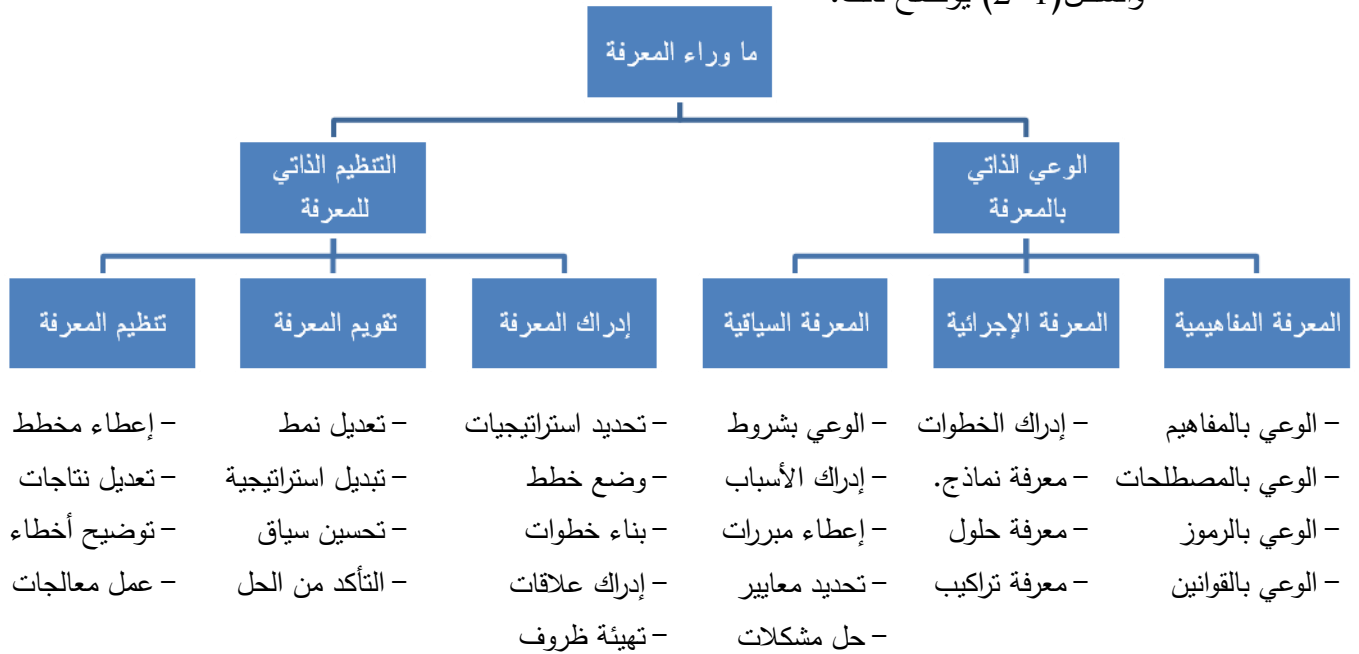 (1-2)
ما وراء المعرفة
الوعي الذاتي
بالمعرفة
التنظيم الذاتي
للمعرفة
المعرفة المفاهيمية
المعرفة الإجرائية
المعرفة السياقية
إدراك المعرفة
تقويم المعرفة
تنظيم المعرفة
– الوعي بالمفاهيم
– الوعي بالمصطلحات
– الوعي بالرموز
– الوعي بالقوانين
– إدراك الخطوات
– معرفة نماذج.
– معرفة حلول
– معرفة تراكيب
– الوعي بشروط
– إدراك الأسباب
– إعطاء مبررات
– تحديد معايير
– حل مشكلات
– تحديد استراتيجيات
– وضع خطط
– بناء خطوات
– إدراك علاقات
– تهيئة ظروف
– تعديل نمط
– تبديل استراتيجية
– تحسين سياق
– التأكد من الحل
– إعطاء مخطط
– تعديل نتاجات
– توضيح أخطاء
– عمل معالجات